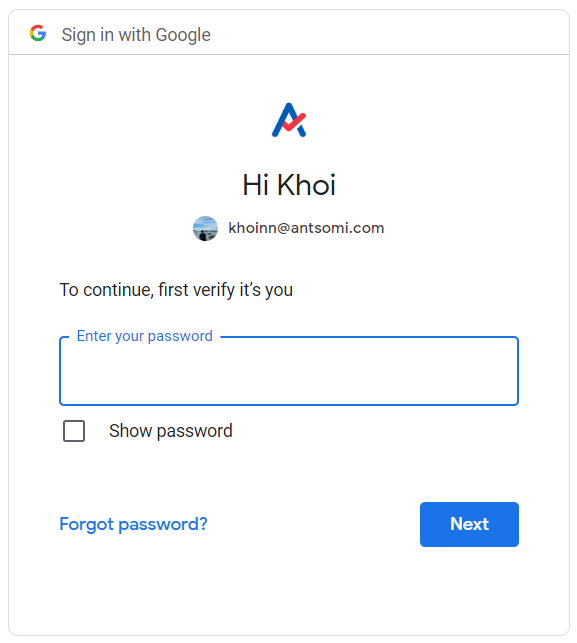 Sign in with Google
Hi Khoi
khoinn@antsomi.com
To continue, first verify it’s you
Enter your password
Show password
Forgot password?
Next